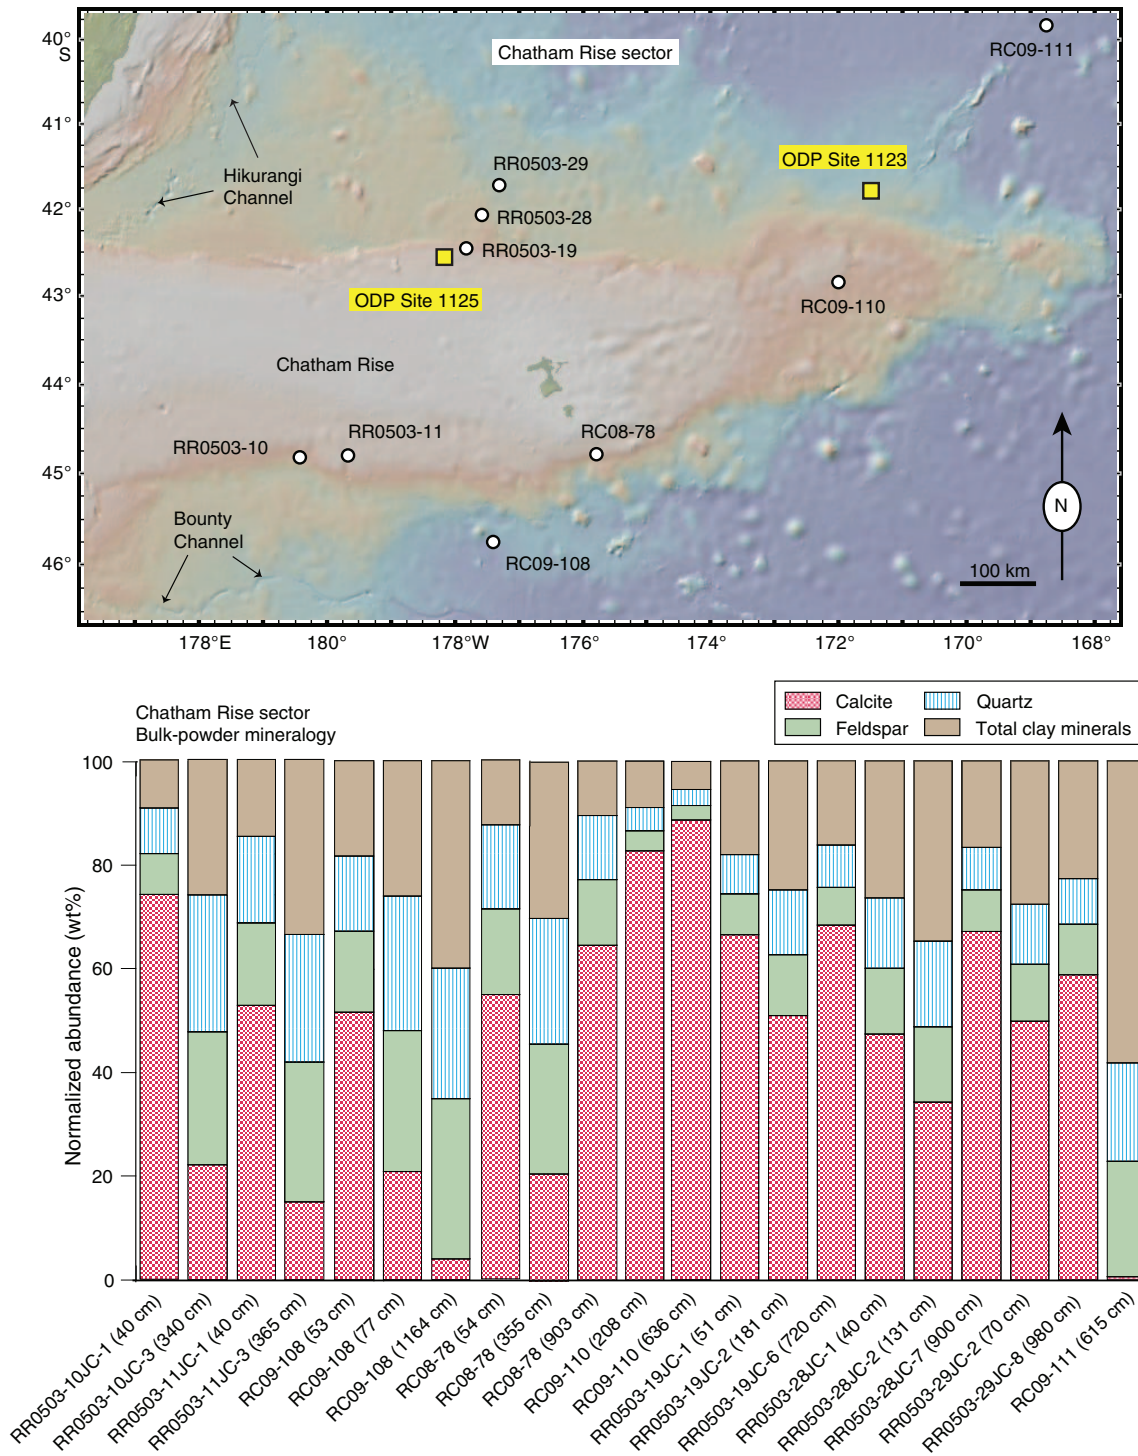 40°
S
41°
42°
43°
44°
45°
46°
Chatham Rise sector
RC09-111
Hikurangi
Channel
RR0503-29
ODP Site 1123
RR0503-28
RR0503-19
ODP Site 1125
RC09-110
Chatham Rise
RR0503-10
RR0503-11
RC08-78
Bounty
Channel
RC09-108
N
100 km
178°E
180°
178°W
176°
174°
172°
170°
168°
Chatham Rise sector
Bulk-powder mineralogy
Calcite
Quartz
Feldspar
Total clay minerals
Normalized abundance (wt%)
100
80
60
40
20
0
RR0503-10JC-1 (40 cm)
RR0503-10JC-3 (340 cm)
RR0503-11JC-1 (40 cm)
RR0503-11JC-3 (365 cm)
RC09-108 (53 cm)
RC09-108 (77 cm)
RC09-108 (1164 cm)
RC08-78 (54 cm)
RC08-78 (355 cm)
RC08-78 (903 cm)
RC09-110 (208 cm)
RC09-110 (636 cm)
RR0503-19JC-1 (51 cm)
RR0503-19JC-2 (181 cm)
RR0503-19JC-6 (720 cm)
RR0503-28JC-1 (40 cm)
RR0503-28JC-2 (131 cm)
RR0503-28JC-7 (900 cm)
RR0503-29JC-2 (70 cm)
RR0503-29JC-8 (980 cm)
RC09-111 (615 cm)